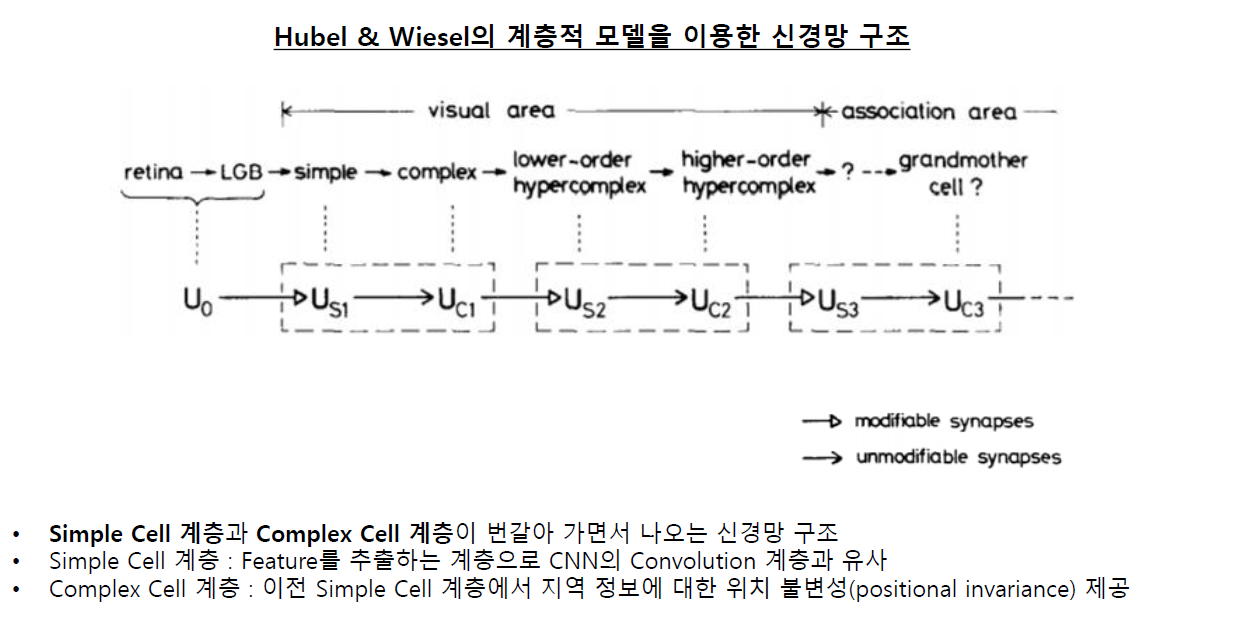 Hubel & Wiesel의 계층적 모델을 이용한 신경망 구조
visual area association area
retina LGB simple complex lower-order hypercomplex higher-order hypercomplex ? grandmother cell ?
U0 US1 UC1 US2 UC2 US3 UC3
modifiable synapses
unmodifiable synapses
• Simple Cell 계층과 Complex Cell 계층이 번갈아 가면서 나오는 신경망 구조
• Simple Cell 계층 : Feature를 추출하는 계층으로 CNN의 Convolution 계층과 유사
• Complex Cell 계층 : 이전 Simple Cell 계층에서 지역 정보에 대한 위치 불변성(positional invariance) 제공